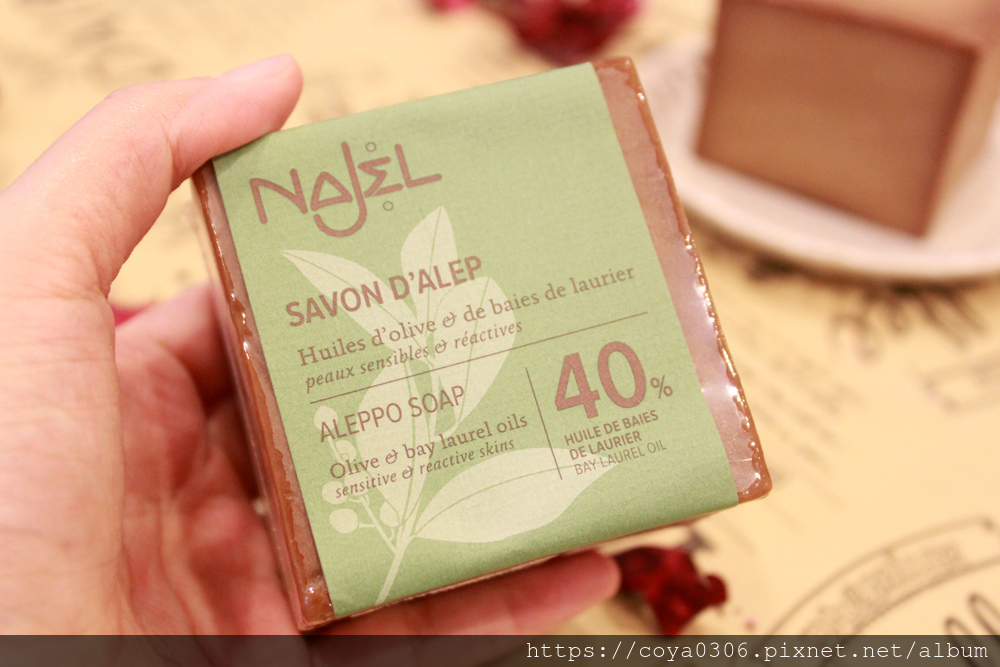 NAJEL
SAVON D'ALEP
Huiles d'olive & de baies de laurier
peaux sensibles & réactives
ALEPPO SOAP
Olive & bay laurel oils
sensitive & reactive skins
40%
HUILE DE BAIES
DE LAURIER
BAY LAUREL OIL
https://coya0306.pixnet.net/album